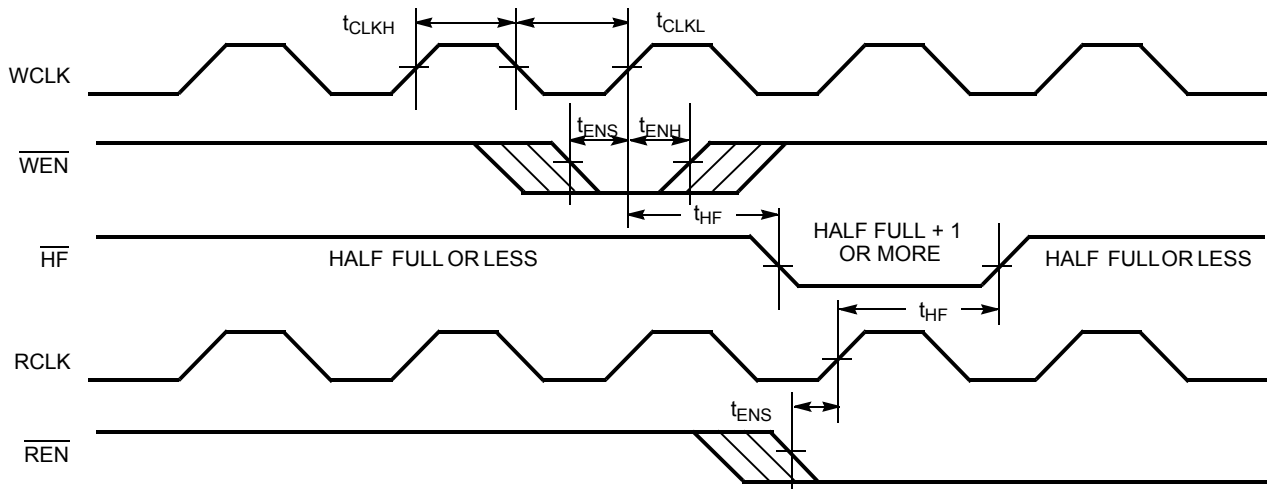 tCLKH
tCLKL
WCLK
tENS
tENH
WEN
tHF
HF
HALF FULL OR LESS
HALF FULL + 1
OR MORE
HALF FULL OR LESS
tHF
RCLK
tENS
REN